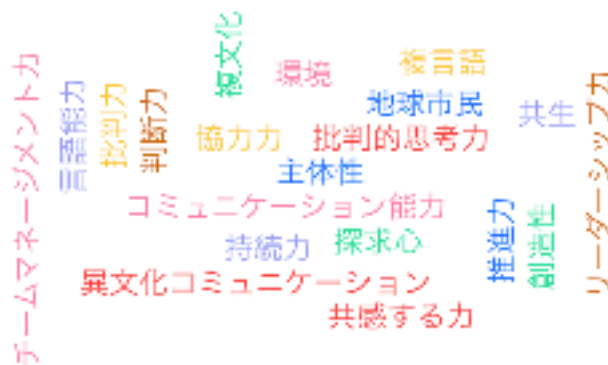 チームマネージメント力
言語能力
批判力
判断力
複文化
環境
複言語
地球市民
共生
協力力
批判的思考力
主体性
コミュニケーション能力
持続力
探求心
推進力
創造性
リーダーシップ力
異文化コミュニケーション
共感する力